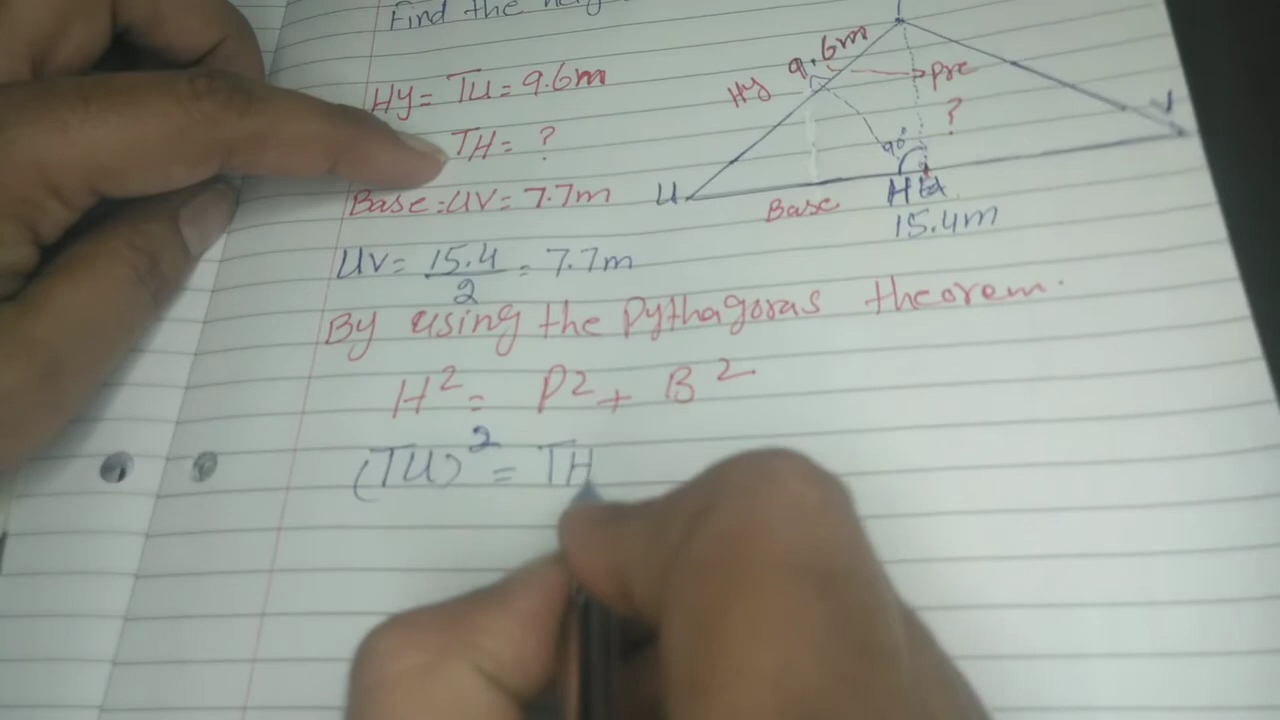 Find the heig
Hy = TU = 9.6m
TH = ?
Base = UV = 7.7m
UV = 15.4/2 = 7.7m
By using the Pythagoras theorem.
H² = P² + B²
(TU)² = TH
9.6m
Hy
Pre
?
90°
U
V
Base
H
15.4m